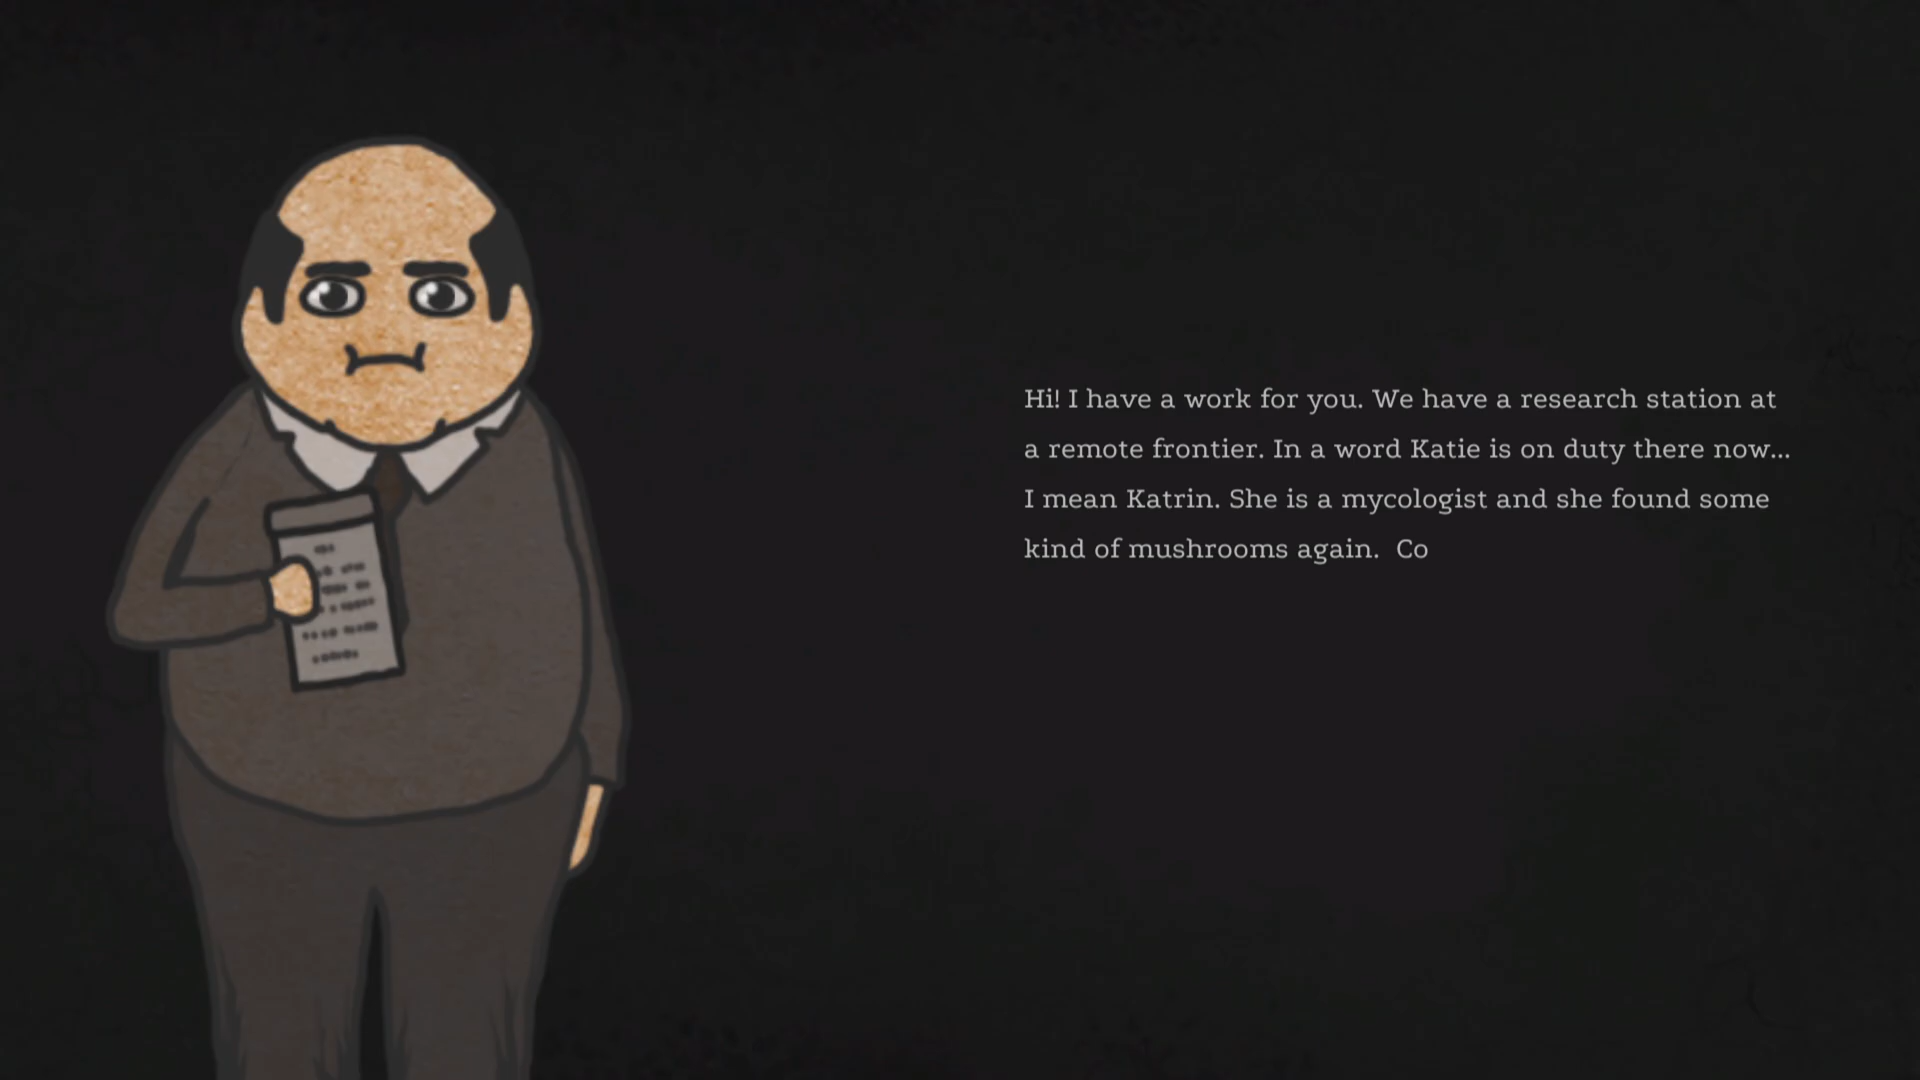 Hi! I have a work for you. We have a research station at
a remote frontier. In a word Katie is on duty there now...
I mean Katrin. She is a mycologist and she found some
kind of mushrooms again.  Co